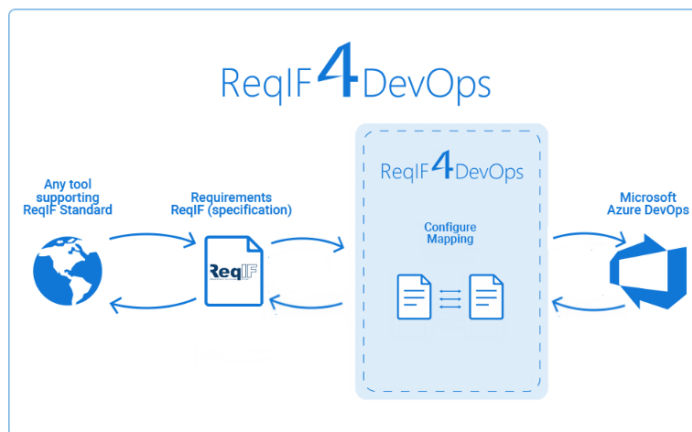 ReqIF4DevOps
Any tool
supporting
ReqIF Standard
Requirements
ReqIF (specification)
ReqIF
ReqIF4DevOps
Configure
Mapping
Microsoft
Azure DevOps